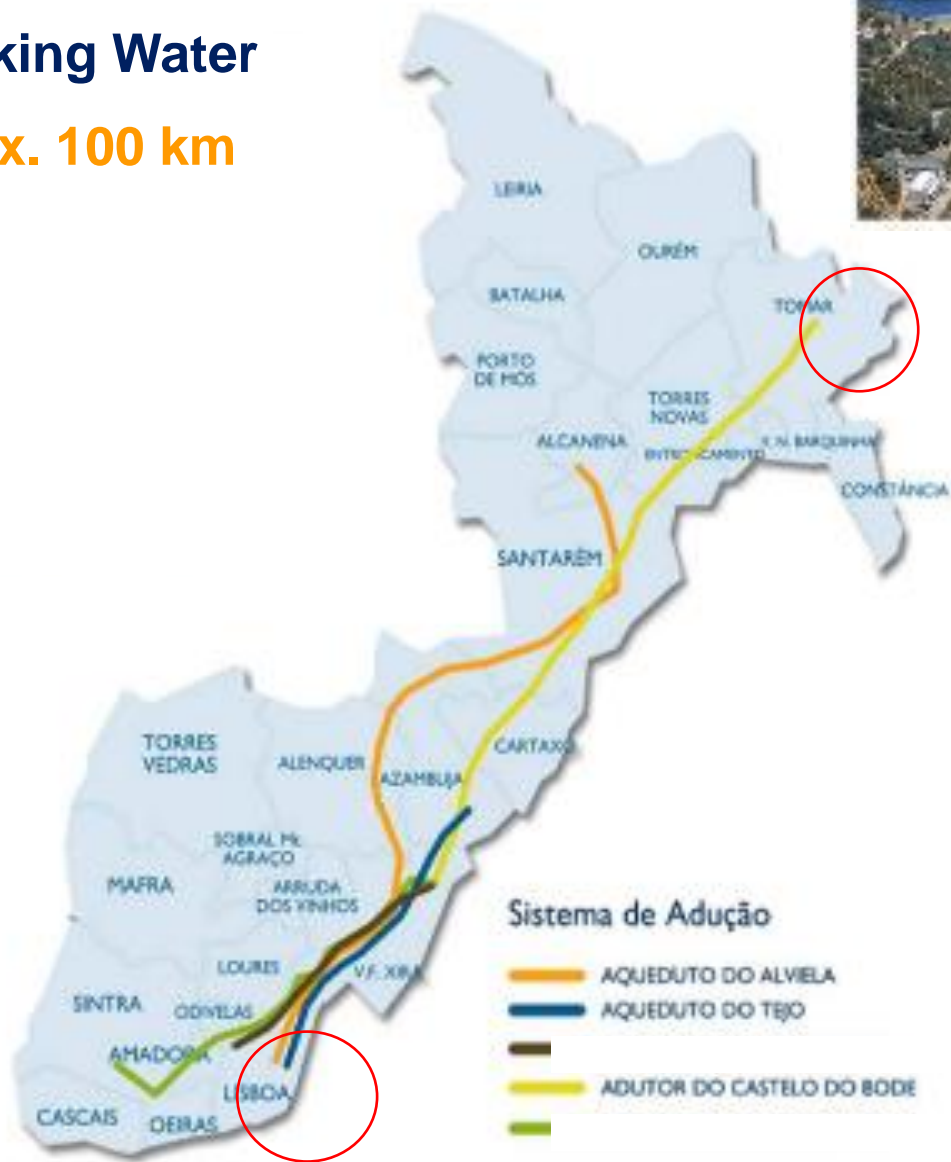 king Water
x. 100 km
LEIRIA
OURÉM
BATALHA
TOMAR
PORTO
DE MÓS
TORRES
NOVAS
ALCANENA
ENTRONCAMENTO
V. N. BARQUINHA
CONSTÂNCIA
SANTARÉM
TORRES
VEDRAS
ALENQUER
AZAMBUJA
CARTAXO
SOBRAL Mt.
AGRAÇO
MAFRA
ARRUDA
DOS VINHOS
LOURES
V.F. XIRA
SINTRA
ODIVELAS
AMADORA
LISBOA
CASCAIS
OEIRAS
Sistema de Adução
AQUEDUTO DO ALVIELA
AQUEDUTO DO TEJO
ADUTOR DO CASTELO DO BODE